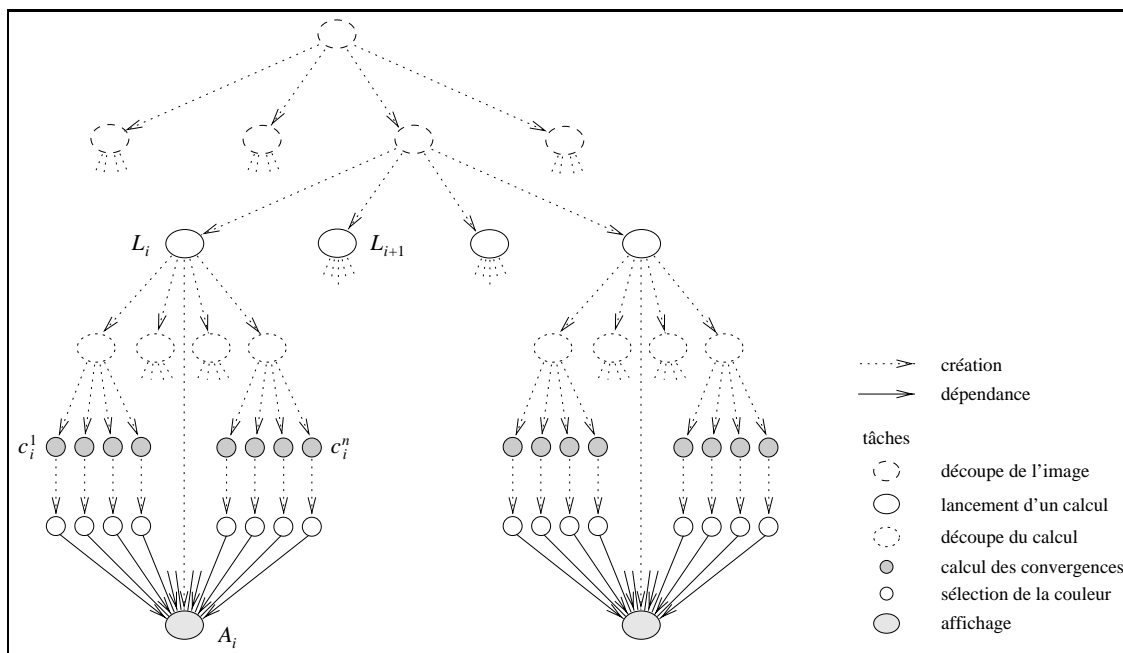 L_i
L_{i+1}
c_i^1
c_i^n
A_i
création
dépendance
tâches
découpe de l'image
lancement d'un calcul
découpe du calcul
calcul des convergences
sélection de la couleur
affichage